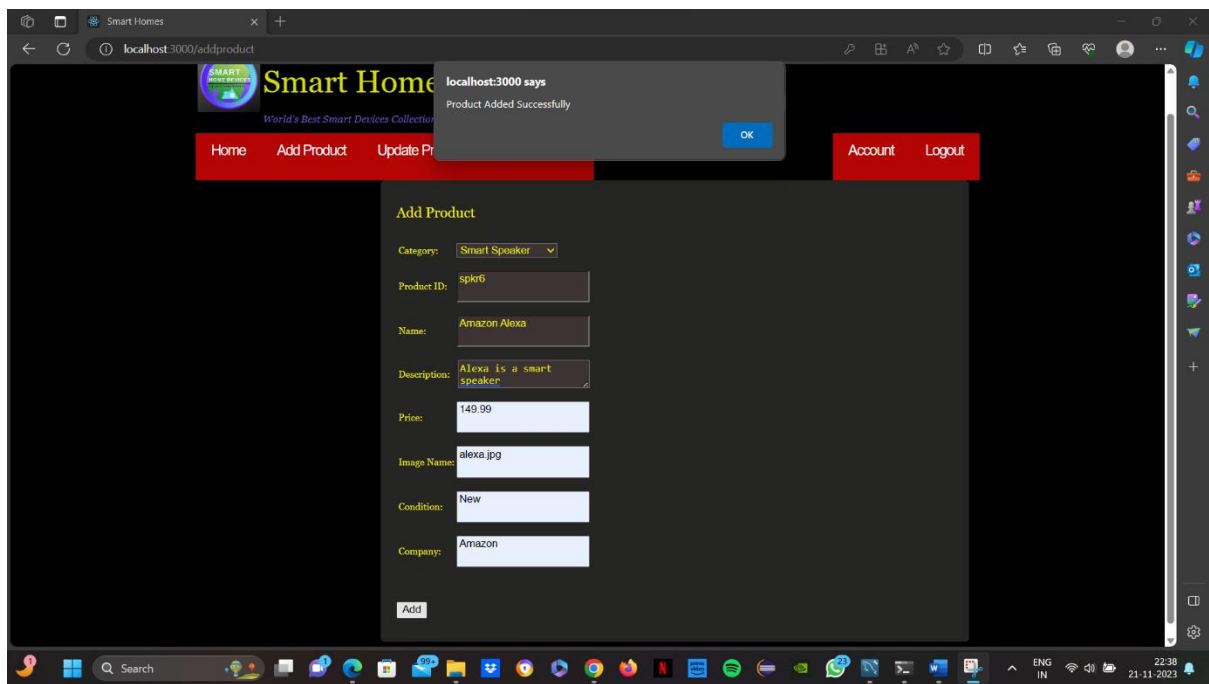 Smart Homes
localhost:3000/addproduct
SMART
HOME DEVICES
Smart Home
World's Best Smart Devices Collection
localhost:3000 says
Product Added Successfully
OK
Home Add Product Update Pr Account Logout
Add Product
Category: Smart Speaker
Product ID: spkr6
Name: Amazon Alexa
Description: Alexa is a smart
speaker
Price: 149.99
Image Name: alexa.jpg
Condition: New
Company: Amazon
Add
1
Search
99+
23
ENG
IN
22:38
21-11-2023